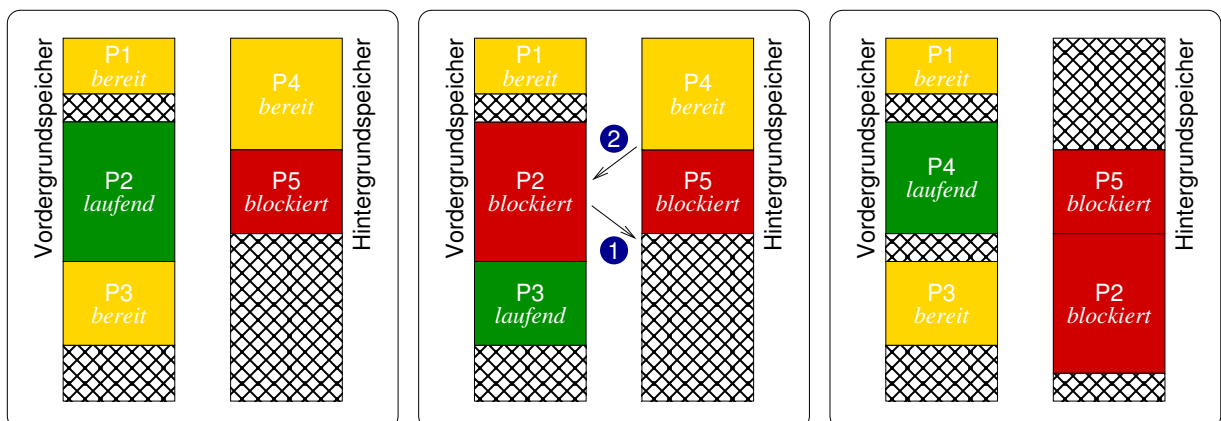 Vordergrundspeicher
P1
bereit
P2
laufend
P3
bereit
P4
bereit
P5
blockiert
Hintergrundspeicher
Vordergrundspeicher
P1
bereit
P2
blockiert
P3
laufend
2
1
P4
bereit
P5
blockiert
Hintergrundspeicher
Vordergrundspeicher
P1
bereit
P4
laufend
P3
bereit
P5
blockiert
P2
blockiert
Hintergrundspeicher